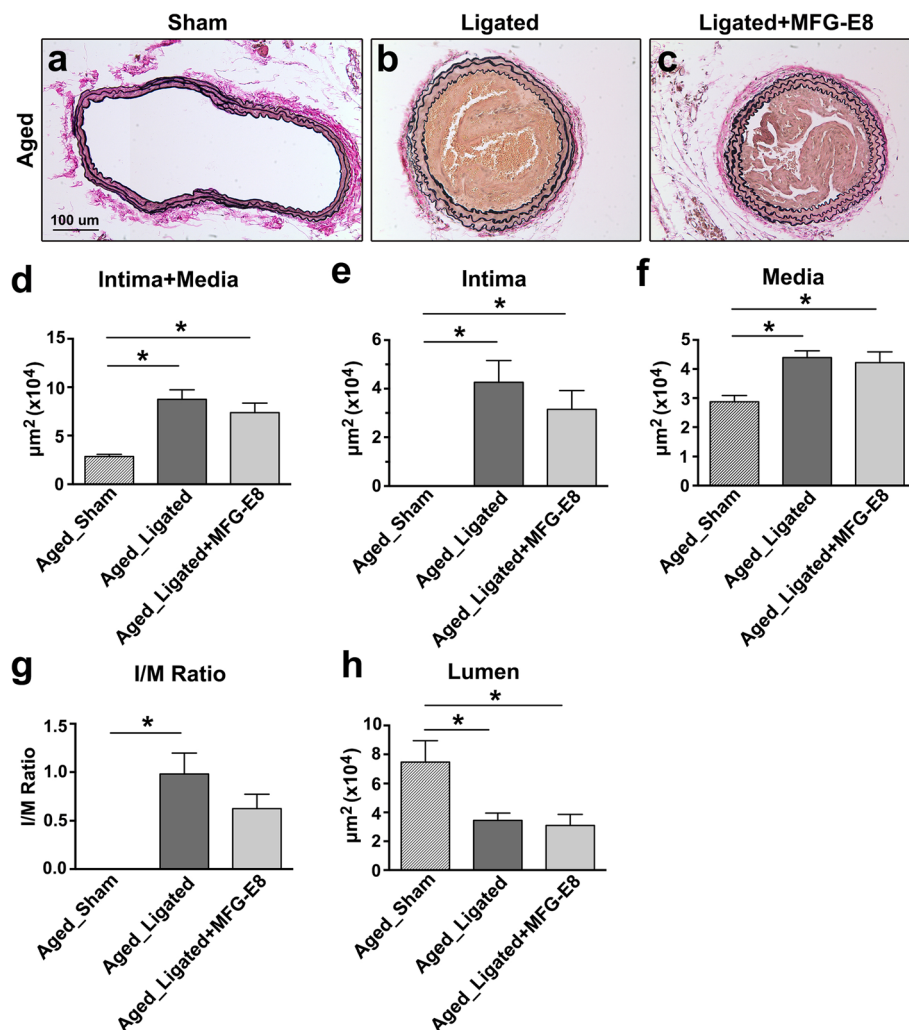 Sham
Ligated
Ligated+MFG-E8
Aged
a
b
c
100 um
d
Intima+Media
µm² (x10⁴)
15
10
5
0
*
*
Aged_Sham
Aged_Ligated
Aged_Ligated+MFG-E8
e
Intima
6
4
2
0
*
*
Aged_Sham
Aged_Ligated
Aged_Ligated+MFG-E8
f
Media
µm² (x10⁴)
5
4
3
2
1
0
*
*
Aged_Sham
Aged_Ligated
Aged_Ligated+MFG-E8
g
I/M Ratio
I/M Ratio
1.5
1.0
0.5
0.0
*
Aged_Sham
Aged_Ligated
Aged_Ligated+MFG-E8
h
Lumen
µm² (x10⁴)
10
8
6
4
2
0
*
*
Aged_Sham
Aged_Ligated
Aged_Ligated+MFG-E8